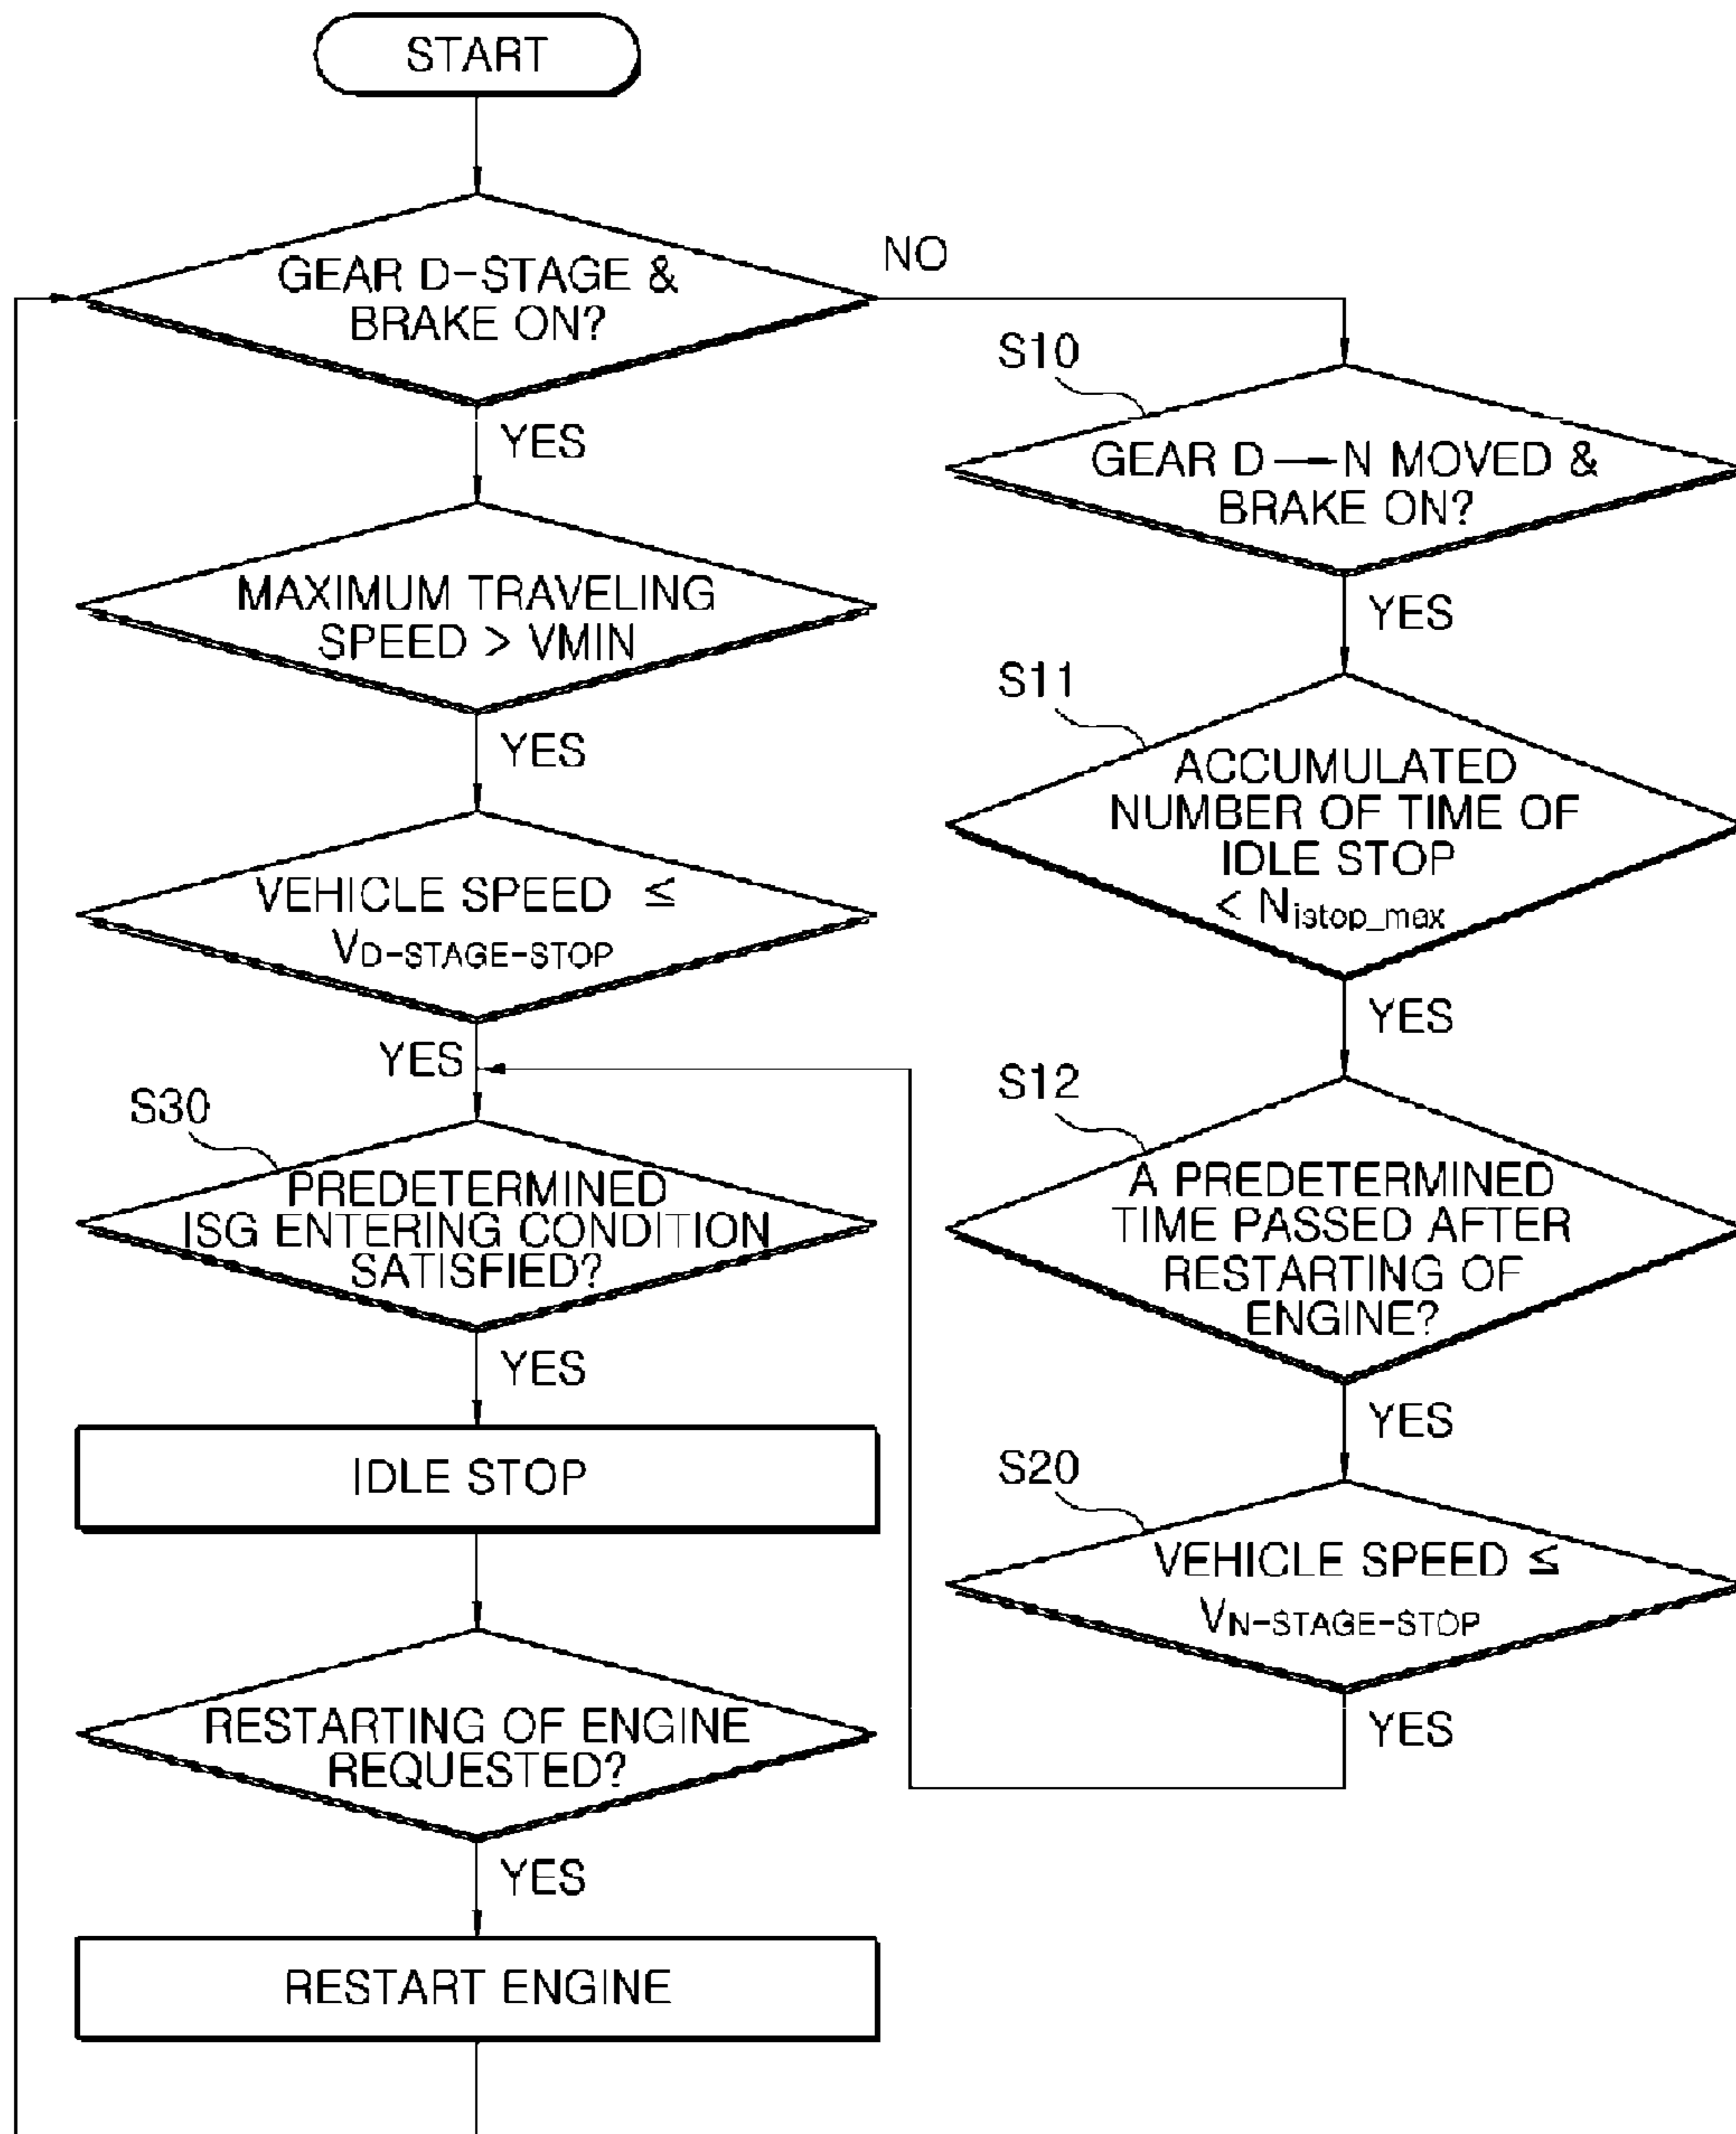 START
GEAR D-STAGE &
BRAKE ON?
NO
YES
MAXIMUM TRAVELING
SPEED > VMIN
YES
VEHICLE SPEED ≤
VD-STAGE-STOP
YES
S30
PREDETERMINED
ISG ENTERING CONDITION
SATISFIED?
YES
IDLE STOP
RESTARTING OF ENGINE
REQUESTED?
YES
RESTART ENGINE
S10
GEAR D—N MOVED &
BRAKE ON?
YES
S11
ACCUMULATED
NUMBER OF TIME OF
IDLE STOP
< Nistop_max
YES
S12
A PREDETERMINED
TIME PASSED AFTER
RESTARTING OF
ENGINE?
YES
S20
VEHICLE SPEED ≤
VN-STAGE-STOP
YES